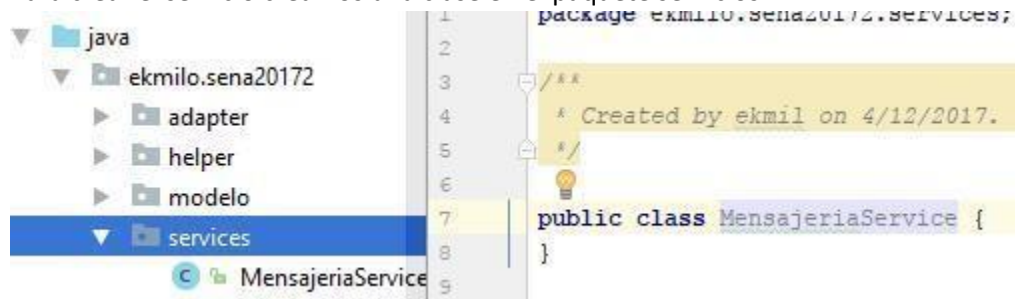 java
ekmilo.sena20172
adapter
helper
modelo
services
MensajeriaService
1 package ekmilo.sena20172.services;
2
3 /**
4 * Created by ekmil on 4/12/2017.
5 */
6
7 public class MensajeriaService {
8 }
9